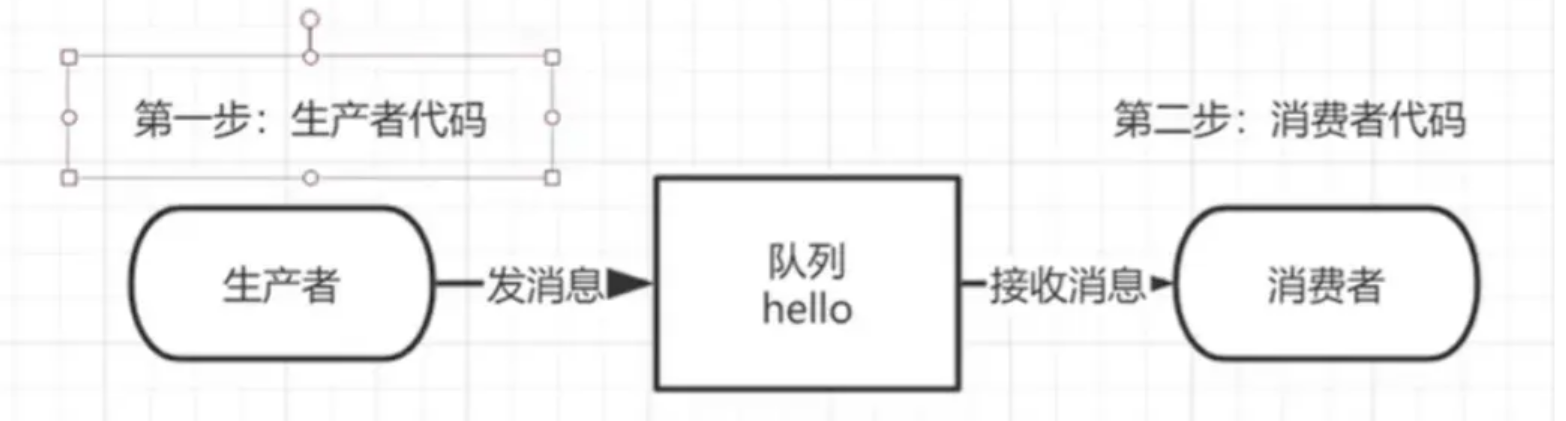 第一步：生产者代码
第二步：消费者代码
生产者
发消息
队列
hello
接收消息
消费者